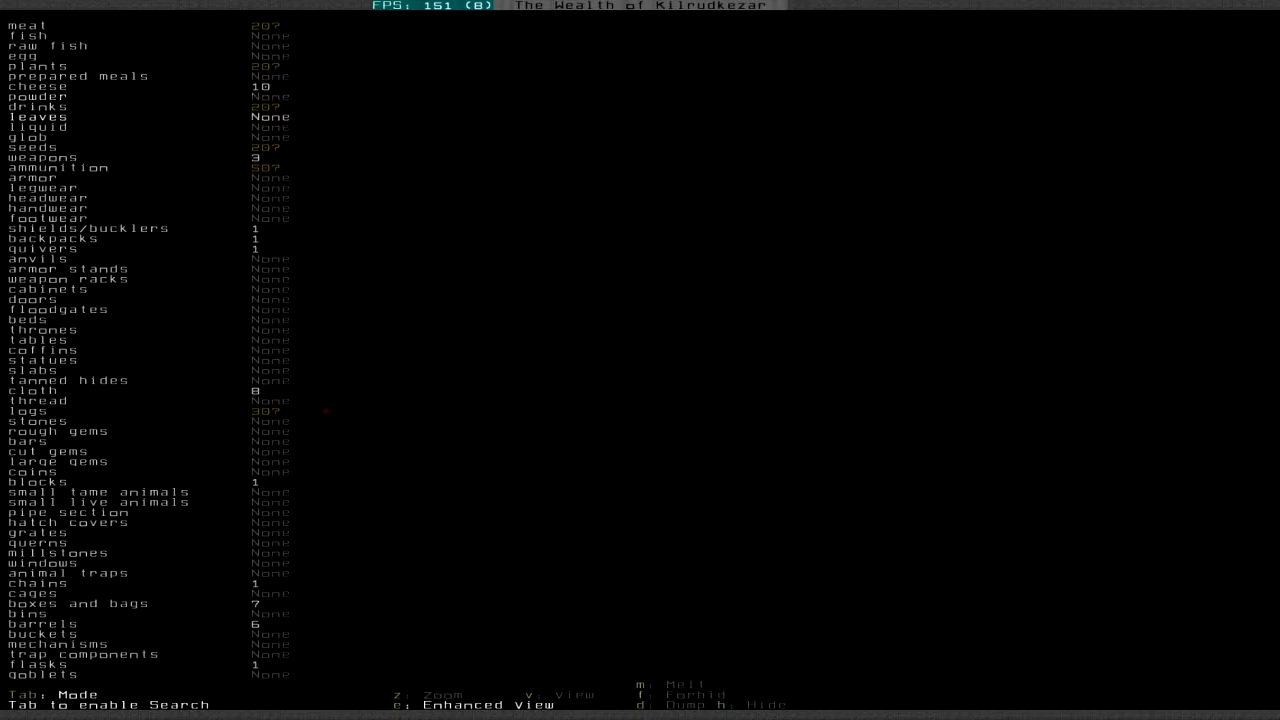 FPS: 151 (8) The Wealth of Kilrudkezar
meat 20?
fish None
raw fish None
egg None
plants 20?
prepared meals None
cheese 10
powder None
drinks 20?
leaves None
liquid None
glob None
seeds 20?
weapons 3
ammunition 50?
armor None
legwear None
headwear None
handwear None
footwear None
shields/bucklers 1
backpacks 1
quivers 1
anvils None
armor stands None
weapon racks None
cabinets None
doors None
floodgates None
beds None
thrones None
tables None
coffins None
statues None
slabs None
tanned hides None
cloth 8
thread None
logs 30?
stones None
rough gems None
bars None
cut gems None
large gems None
coins None
blocks 1
small tame animals None
small live animals None
pipe section None
hatch covers None
grates None
querns None
millstones None
windows None
animal traps None
chains 1
cages None
boxes and bags 7
bins None
barrels 6
buckets None
mechanisms None
trap components None
flasks 1
goblets None
m: Melt
Tab: Mode z: Zoom v: View f: Forbid
Tab to enable Search e: Enhanced View d: Dump h: Hide